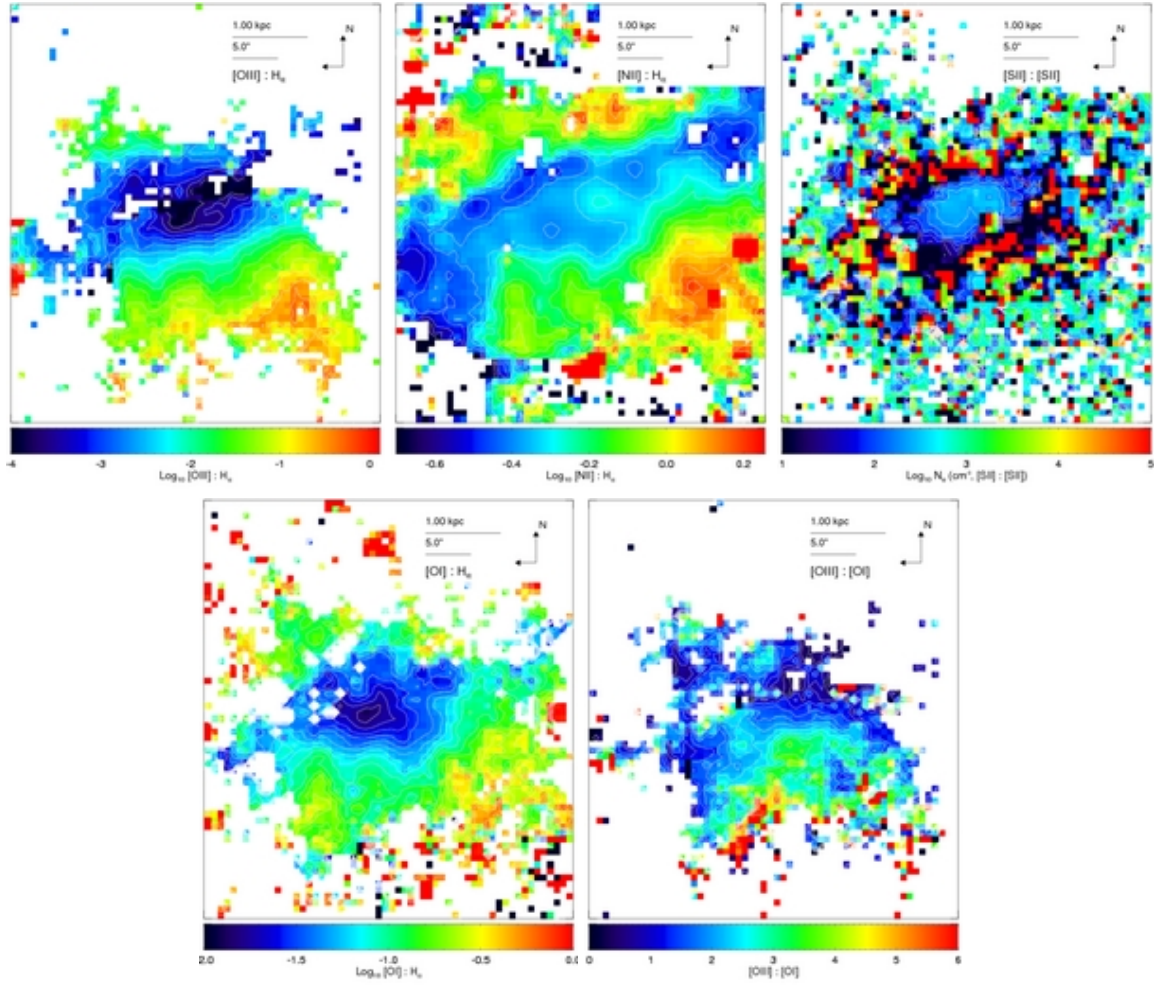 1.00 kpc
5.0"
N
[OIII] : Hα
1.00 kpc
5.0"
N
[NII] : Hα
1.00 kpc
5.0"
N
[SII] : [SII]
-4 -3 -2 -1 0
Log₁₀ [OIII] : Hα
-0.6 -0.4 -0.2 0.0 0.2
Log₁₀ [NII] : Hα
1 2 3 4 5
Log₁₀ Nₑ (cm⁻³, [SII] : [SII])
1.00 kpc
5.0"
N
[OI] : Hα
1.00 kpc
5.0"
N
[OIII] : [OI]
2.0 -1.5 -1.0 -0.5 0.0
Log₁₀ [OI] : Hα
0 1 2 3 4 5 6
[OIII] : [OI]